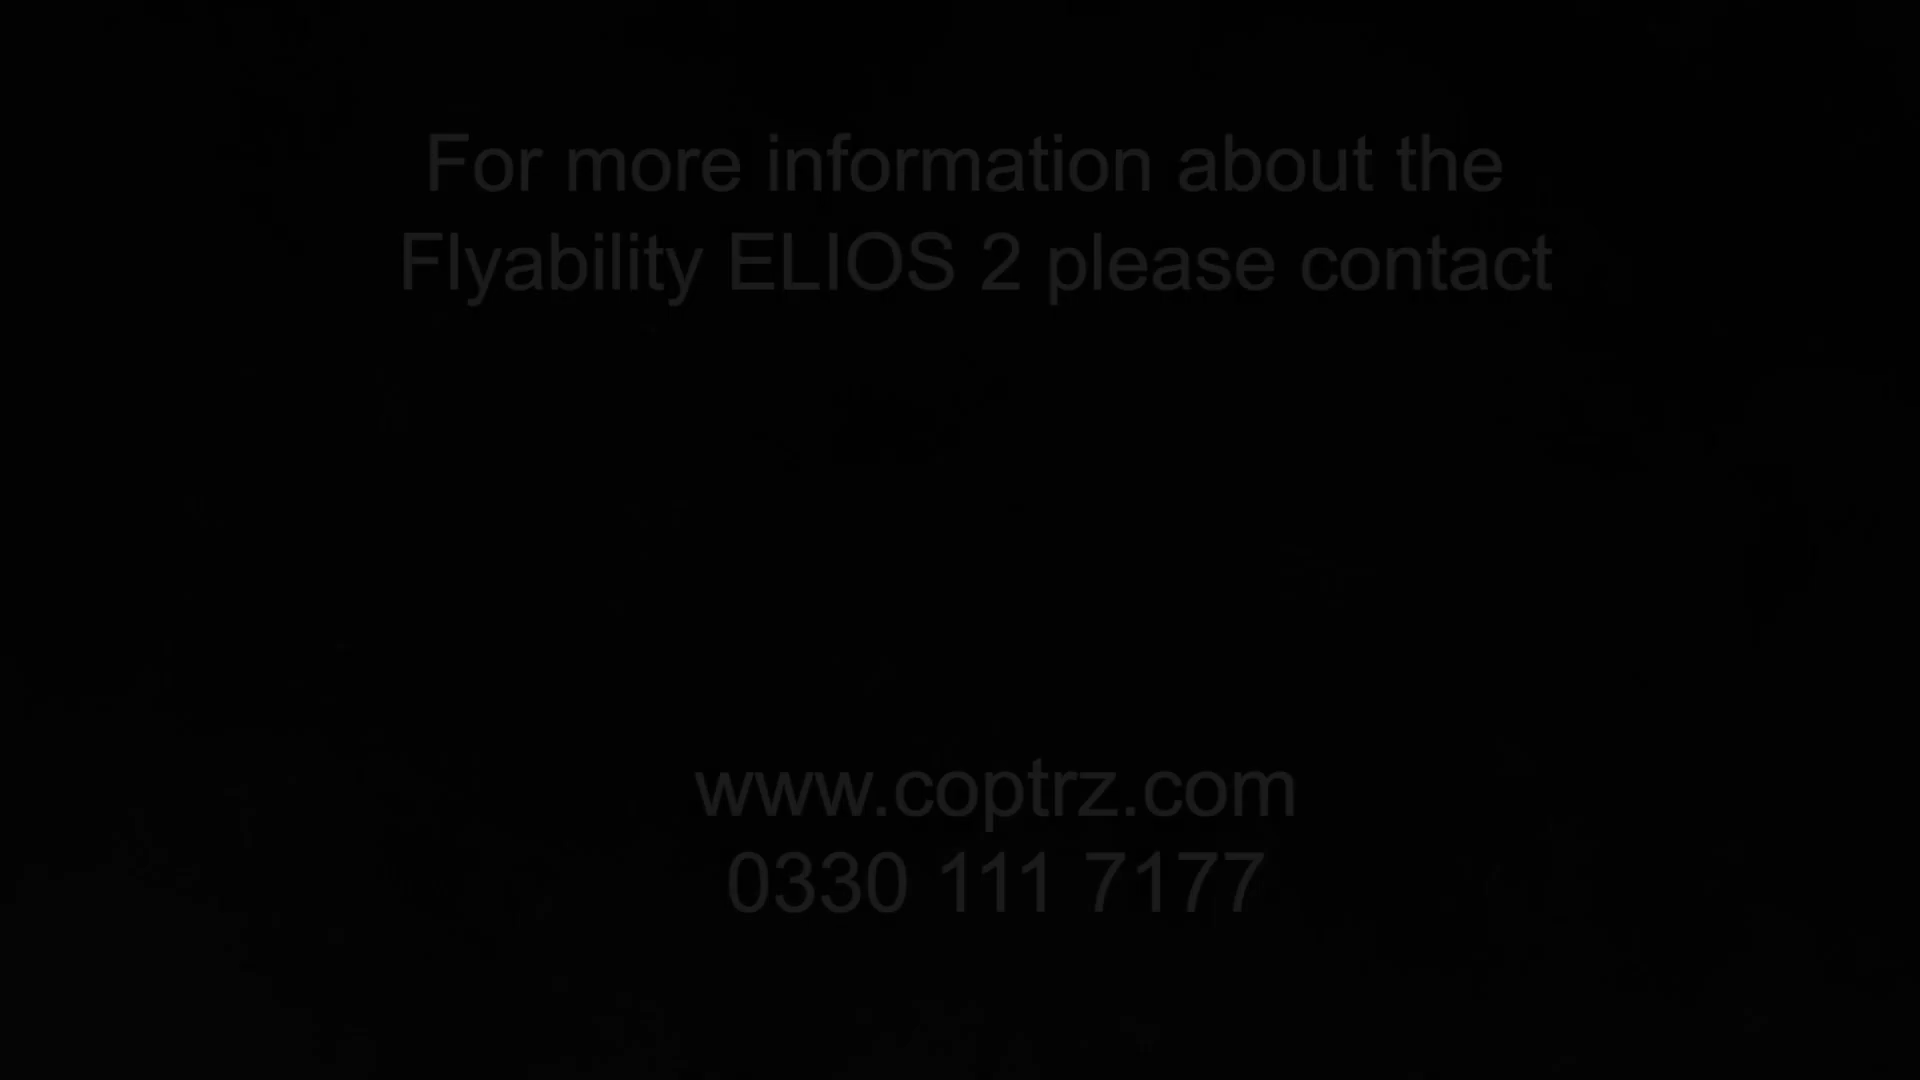 For more information about the
Flyability ELIOS 2 please contact
www.coptrz.com
0330 111 7177